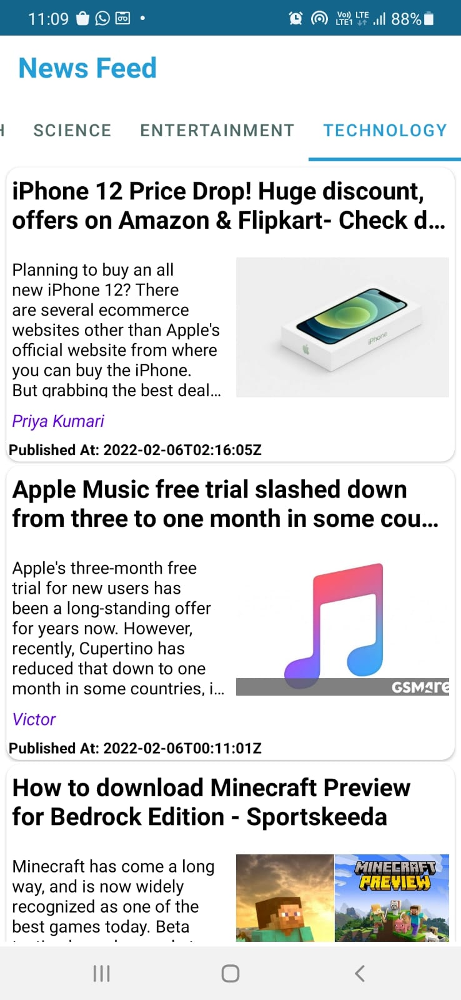 11:09
Vo)) LTE
LTE1
88%
News Feed
H SCIENCE ENTERTAINMENT TECHNOLOGY
iPhone 12 Price Drop! Huge discount,
offers on Amazon & Flipkart- Check d...
Planning to buy an all
new iPhone 12? There
are several ecommerce
websites other than Apple's
official website from where
you can buy the iPhone.
But grabbing the best deal...
iPhone
Priya Kumari
Published At: 2022-02-06T02:16:05Z
Apple Music free trial slashed down
from three to one month in some cou...
Apple's three-month free
trial for new users has
been a long-standing offer
for years now. However,
recently, Cupertino has
reduced that down to one
month in some countries, i...
GSMare
Victor
Published At: 2022-02-06T00:11:01Z
How to download Minecraft Preview
for Bedrock Edition - Sportskeeda
Minecraft has come a long
way, and is now widely
recognized as one of the
best games today. Beta
MINECRAFT
PREVIEW